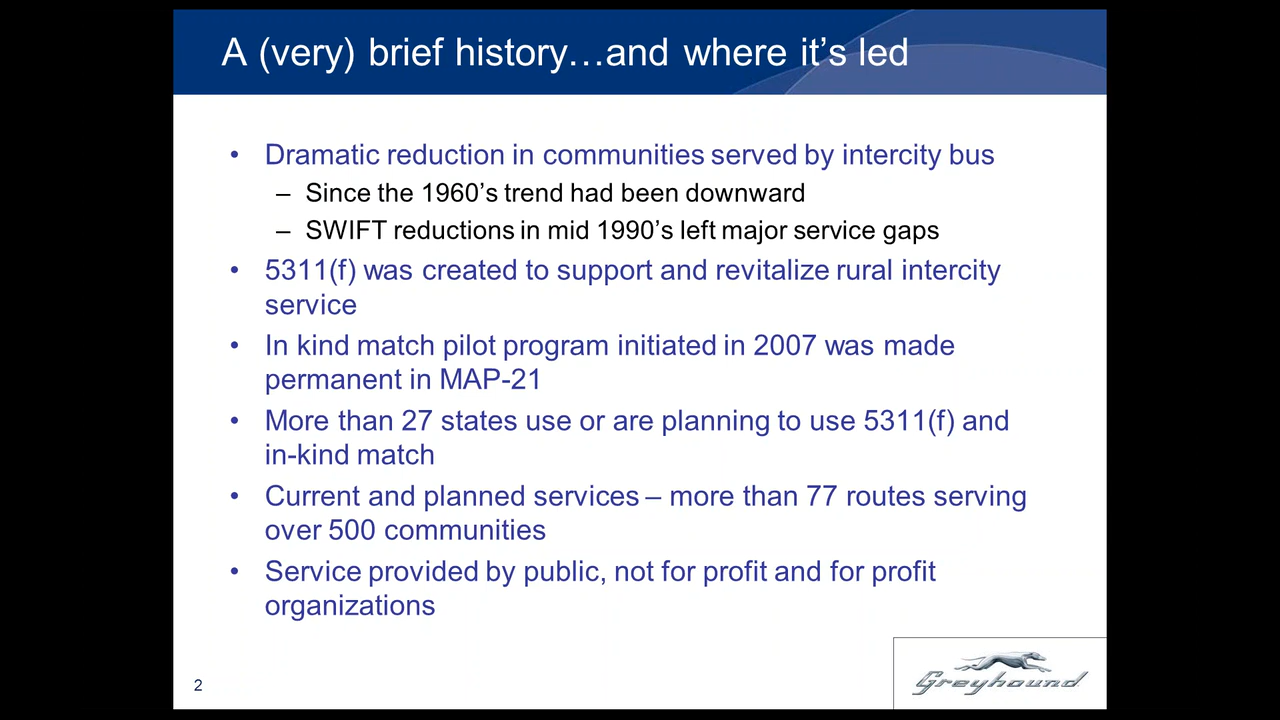 A (very) brief history…and where it’s led
• Dramatic reduction in communities served by intercity bus
– Since the 1960’s trend had been downward
– SWIFT reductions in mid 1990’s left major service gaps
• 5311(f) was created to support and revitalize rural intercity
service
• In kind match pilot program initiated in 2007 was made
permanent in MAP-21
• More than 27 states use or are planning to use 5311(f) and
in-kind match
• Current and planned services – more than 77 routes serving
over 500 communities
• Service provided by public, not for profit and for profit
organizations
2
Greyhound